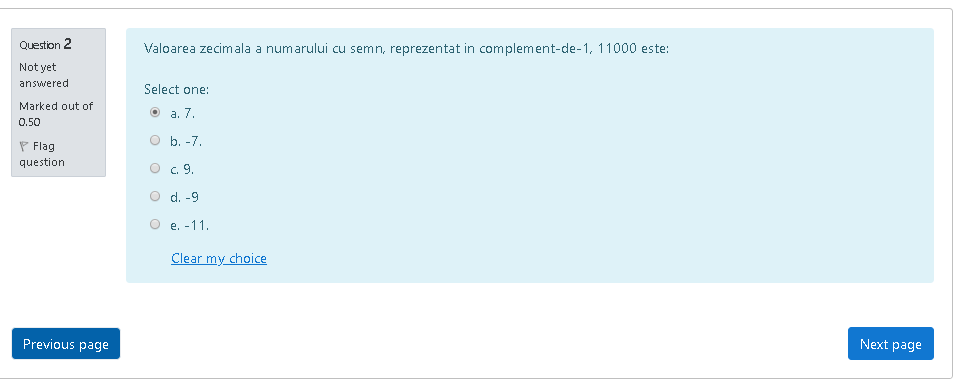 Question 2
Not yet
answered
Marked out of
0.50
Flag
question
Valoarea zecimala a numarului cu semn, reprezentat in complement-de-1, 11000 este:
Select one:
a. 7.
b. -7.
c. 9.
d. -9
e. -11.
Clear my choice
Previous page
Next page